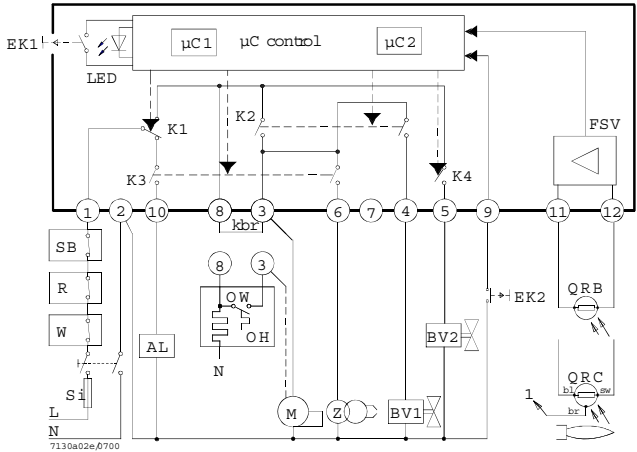 EK1
LED
µC1
µC control
µC2
K1
K2
FSV
K3
K4
1
2
10
8
3
6
7
4
5
9
11
12
kbr
SB
R
W
Si
L
N
7130a02e/0700
AL
8
3
OW
OH
N
M
Z
BV1
BV2
EK2
QRB
QRC
bl
sw
br
1